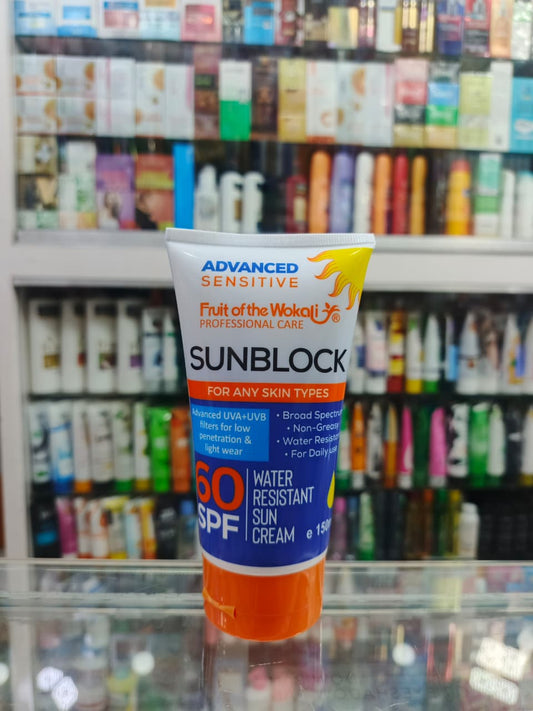 ADVANCED
SENSITIVE
Fruit of the Wokali ®
PROFESSIONAL CARE
SUNBLOCK
FOR ANY SKIN TYPES
Advanced UVA+UVB
filters for low
penetration &
light wear
• Broad Spectrum
• Non-Greasy
• Water Resistant
• For Daily use
60
SPF
WATER
RESISTANT
SUN
CREAM
e 150m